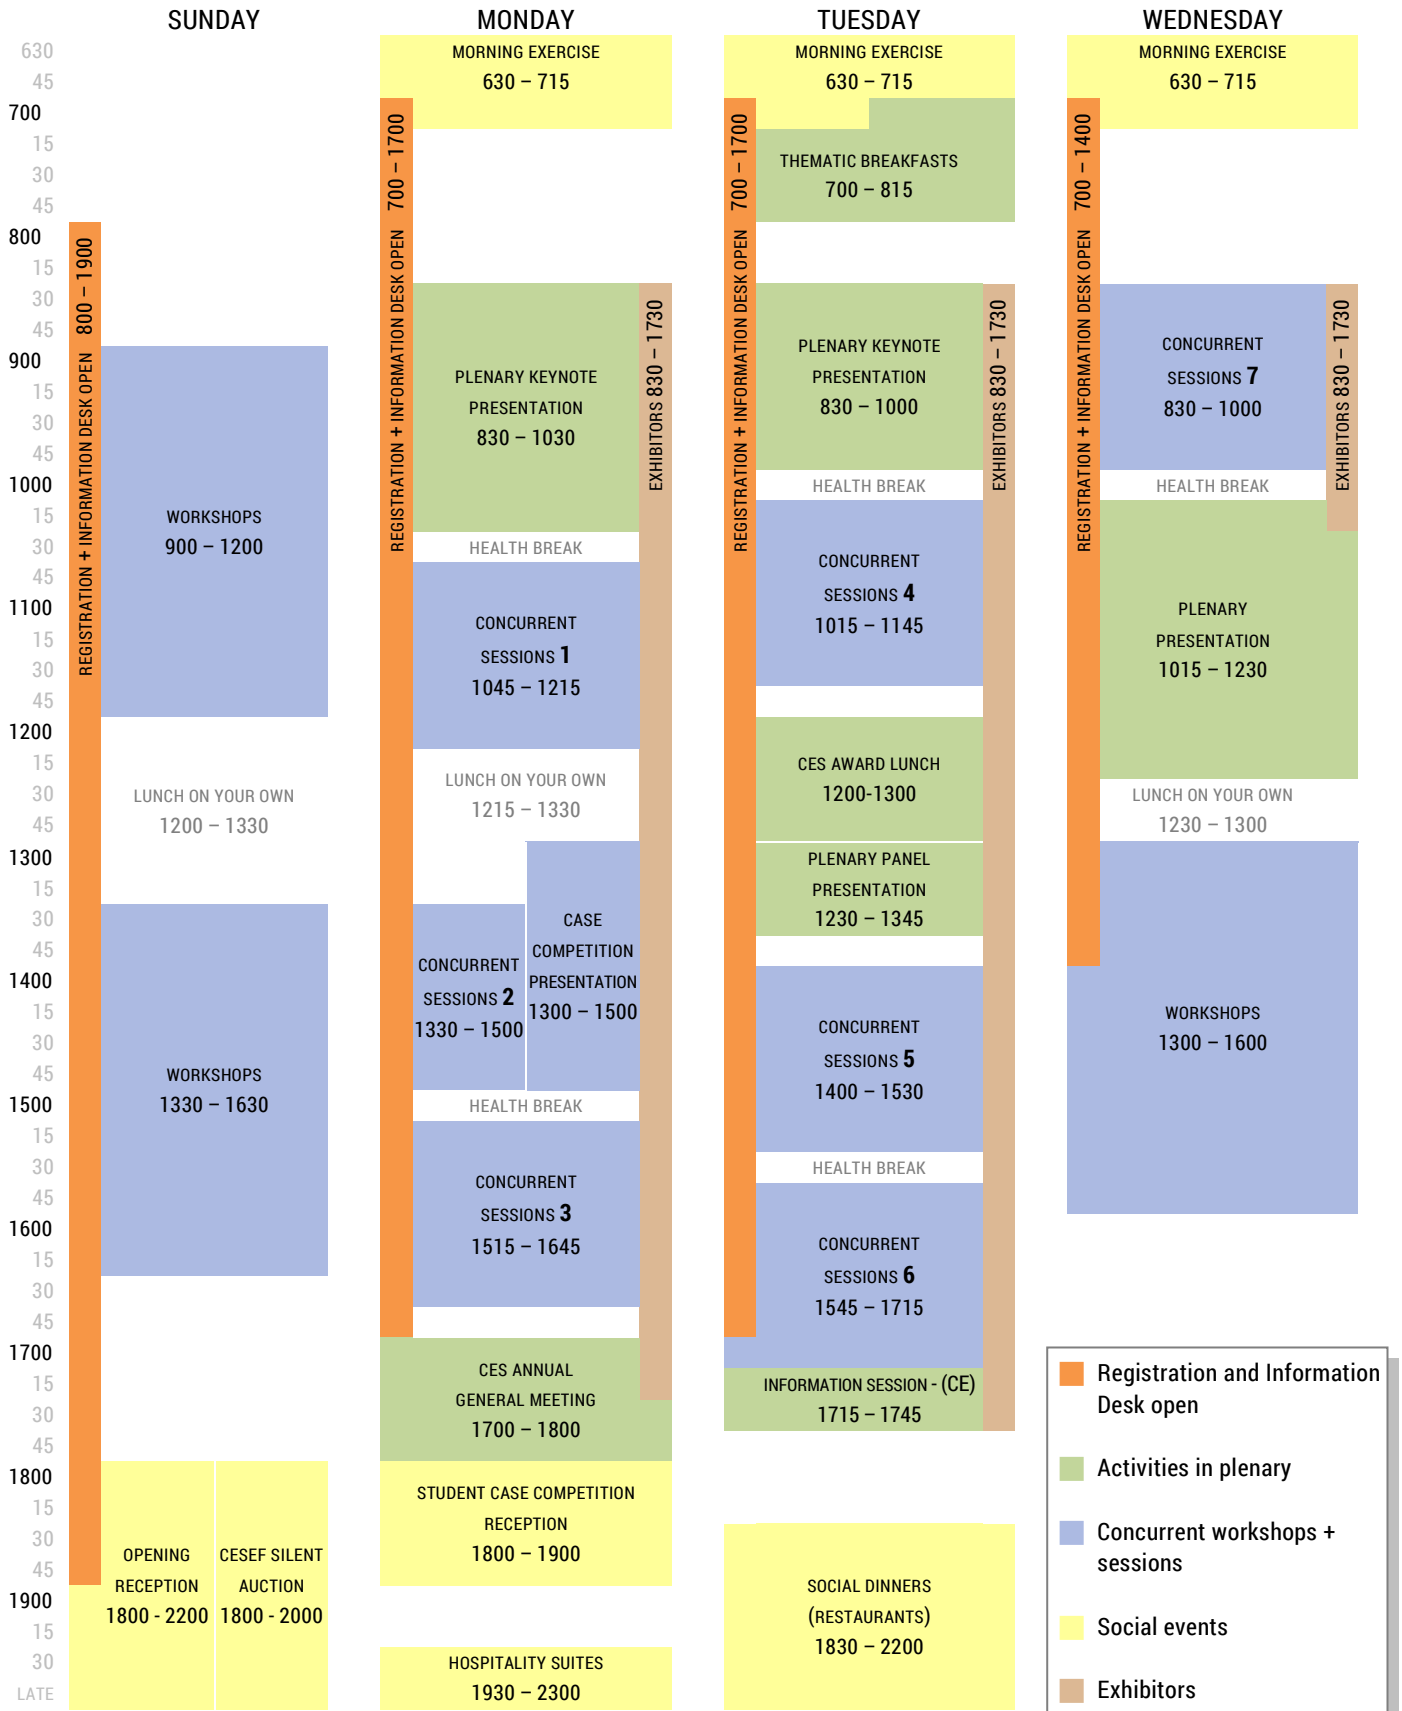 SUNDAY
MONDAY
TUESDAY
WEDNESDAY
630
45
700
15
30
45
800
15
30
45
900
15
30
45
1000
15
30
45
1100
15
30
45
1200
15
30
45
1300
15
30
45
1400
15
30
45
1500
15
30
45
1600
15
30
45
1700
15
30
45
1800
15
30
45
1900
15
30
LATE
REGISTRATION + INFORMATION DESK OPEN 800 – 1900
WORKSHOPS
900 – 1200
LUNCH ON YOUR OWN
1200 – 1330
WORKSHOPS
1330 – 1630
OPENING
RECEPTION
1800 - 2200
CESEF SILENT
AUCTION
1800 - 2000
MORNING EXERCISE
630 – 715
REGISTRATION + INFORMATION DESK OPEN 700 – 1700
PLENARY KEYNOTE
PRESENTATION
830 – 1030
EXHIBITORS 830 – 1730
HEALTH BREAK
CONCURRENT
SESSIONS 1
1045 – 1215
LUNCH ON YOUR OWN
1215 – 1330
CONCURRENT
SESSIONS 2
1330 – 1500
CASE
COMPETITION
PRESENTATION
1300 – 1500
HEALTH BREAK
CONCURRENT
SESSIONS 3
1515 – 1645
CES ANNUAL
GENERAL MEETING
1700 – 1800
STUDENT CASE COMPETITION
RECEPTION
1800 – 1900
HOSPITALITY SUITES
1930 – 2300
MORNING EXERCISE
630 – 715
REGISTRATION + INFORMATION DESK OPEN 700 – 1700
THEMATIC BREAKFASTS
700 – 815
PLENARY KEYNOTE
PRESENTATION
830 – 1000
EXHIBITORS 830 – 1730
HEALTH BREAK
CONCURRENT
SESSIONS 4
1015 – 1145
CES AWARD LUNCH
1200-1300
PLENARY PANEL
PRESENTATION
1230 – 1345
CONCURRENT
SESSIONS 5
1400 – 1530
HEALTH BREAK
CONCURRENT
SESSIONS 6
1545 – 1715
INFORMATION SESSION - (CE)
1715 – 1745
SOCIAL DINNERS
(RESTAURANTS)
1830 – 2200
MORNING EXERCISE
630 – 715
REGISTRATION + INFORMATION DESK OPEN 700 – 1400
CONCURRENT
SESSIONS 7
830 – 1000
EXHIBITORS 830 – 1730
HEALTH BREAK
PLENARY
PRESENTATION
1015 – 1230
LUNCH ON YOUR OWN
1230 – 1300
WORKSHOPS
1300 – 1600
Registration and Information
Desk open
Activities in plenary
Concurrent workshops +
sessions
Social events
Exhibitors